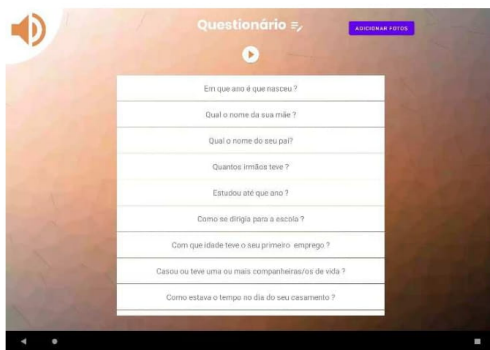 Questionário
ADICIONAR FOTOS
Em que ano é que nasceu ?
Qual o nome da sua mãe ?
Qual o nome do seu pai?
Quantos irmãos teve ?
Estudou até que ano ?
Como se dirigia para a escola ?
Com que idade teve o seu primeiro emprego ?
Casou ou teve uma ou mais companheiras/os de vida ?
Como estava o tempo no dia do seu casamento ?